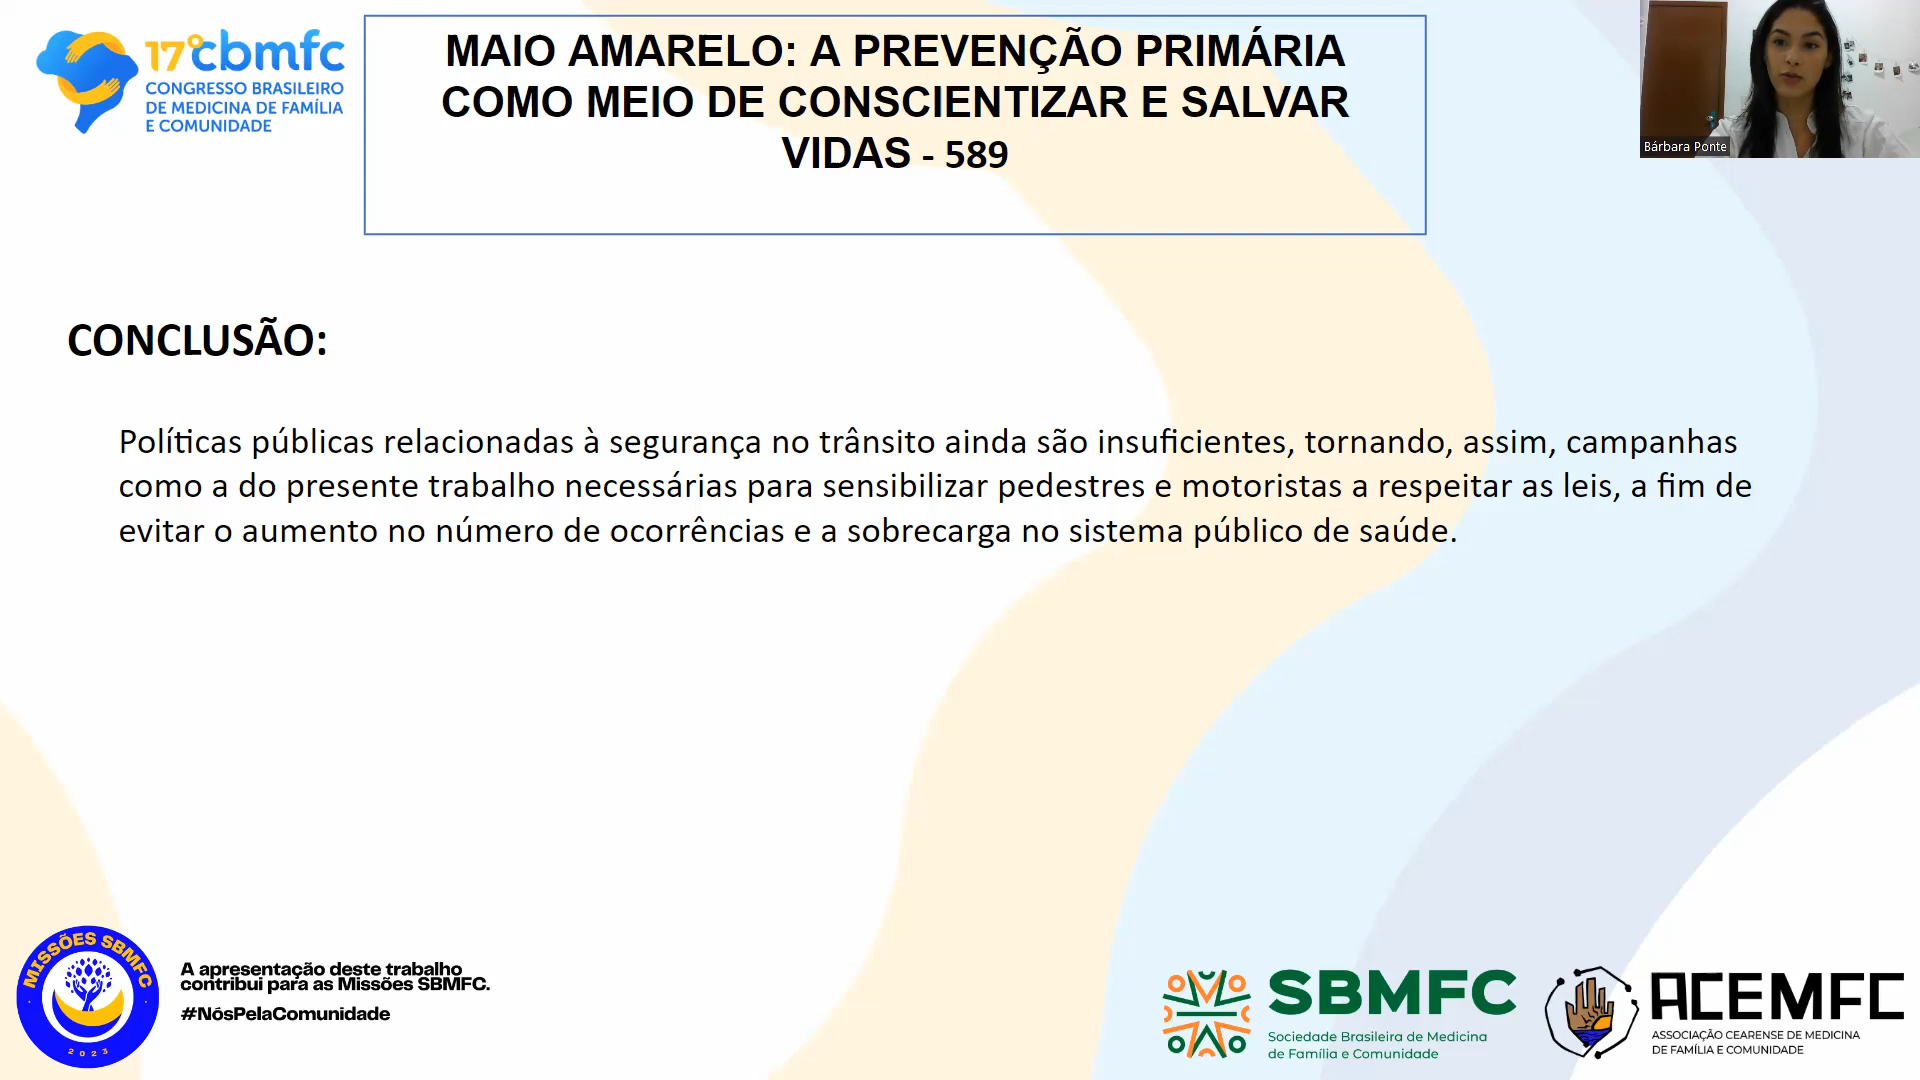 17º cbmfc
CONGRESSO BRASILEIRO
DE MEDICINA DE FAMÍLIA
E COMUNIDADE
MAIO AMARELO: A PREVENÇÃO PRIMÁRIA
COMO MEIO DE CONSCIENTIZAR E SALVAR
VIDAS - 589
Bárbara Ponte
CONCLUSÃO:
Políticas públicas relacionadas à segurança no trânsito ainda são insuficientes, tornando, assim, campanhas
como a do presente trabalho necessárias para sensibilizar pedestres e motoristas a respeitar as leis, a fim de
evitar o aumento no número de ocorrências e a sobrecarga no sistema público de saúde.
MISSÕES SBMFC
2023
A apresentação deste trabalho
contribui para as Missões SBMFC.
#NósPelaComunidade
SBMFC
Sociedade Brasileira de Medicina
de Família e Comunidade
ACEMFC
ASSOCIAÇÃO CEARENSE DE MEDICINA
DE FAMÍLIA E COMUNIDADE